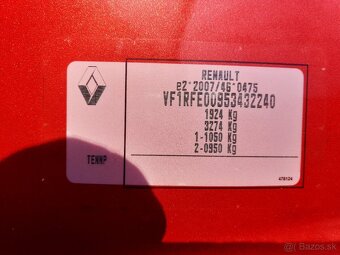 RENAULT
e2*2007/46*0475
VF1RFE00953432240
1924 Kg
3274 Kg
1-1050 Kg
2-0950 Kg
TENNP
478124
Bazos.sk